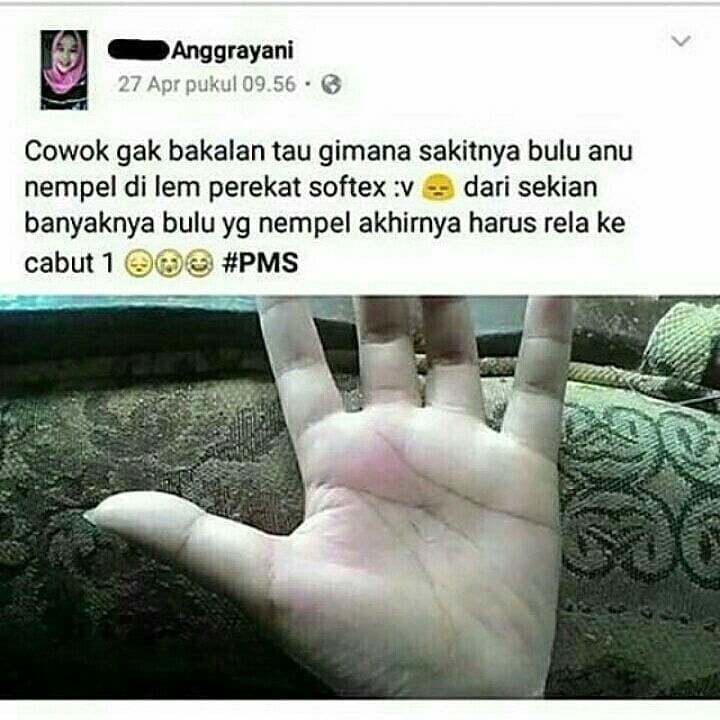 Anggrayani
27 Apr pukul 09.56 ·
Cowok gak bakalan tau gimana sakitnya bulu anu
nempel di lem perekat softex :v 😔 dari sekian
banyaknya bulu yg nempel akhirnya harus rela ke
cabut 1 😔😭😂 #PMS